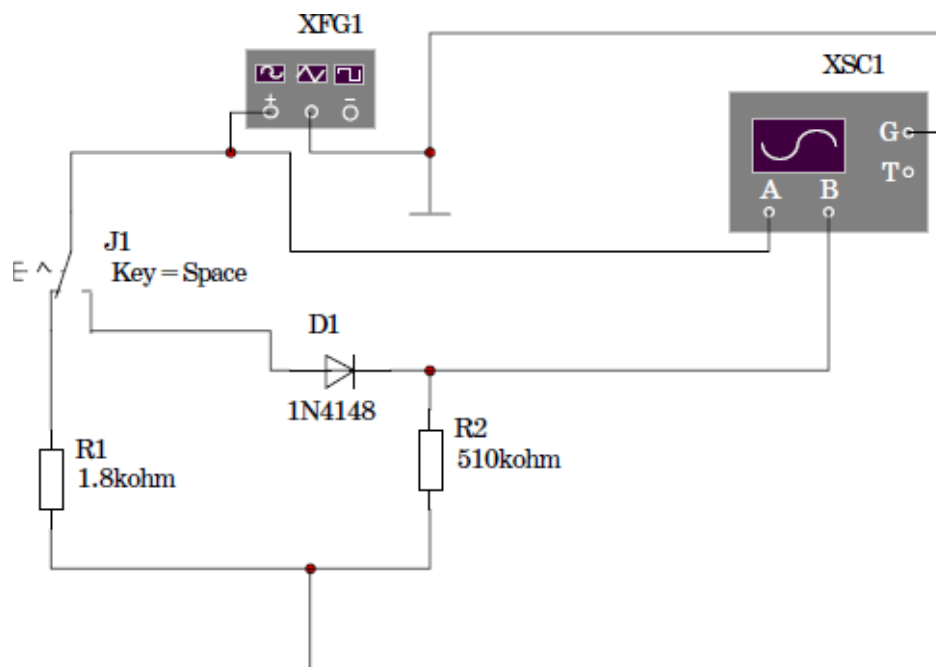 XFG1
XSC1
+
−
G
T
A B
J1
E
Key = Space
D1
1N4148
R2
510kohm
R1
1.8kohm